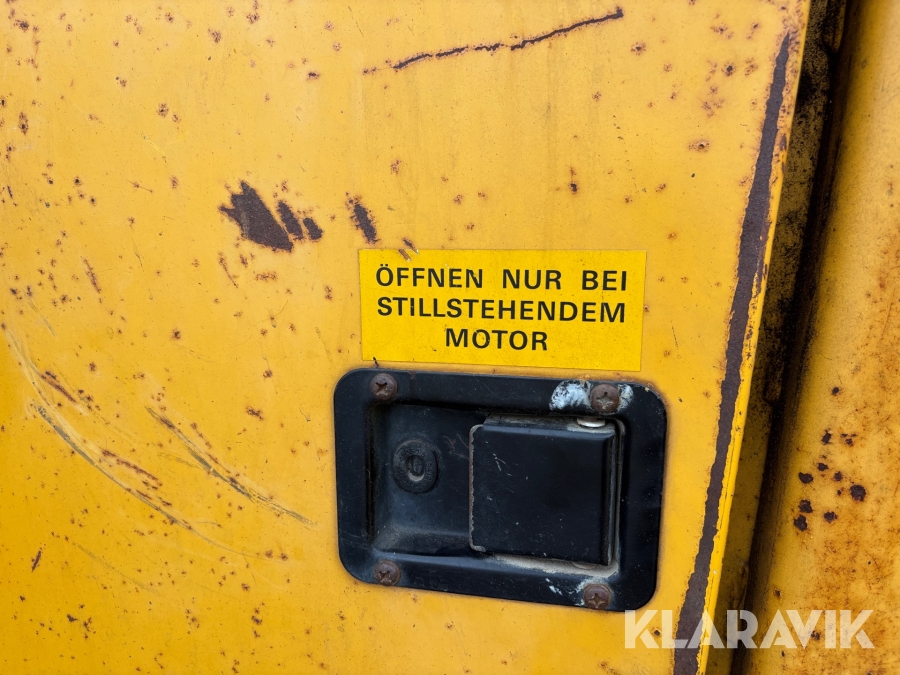 ÖFFNEN NUR BEI
STILLSTEHENDEM
MOTOR
KLARAVIK